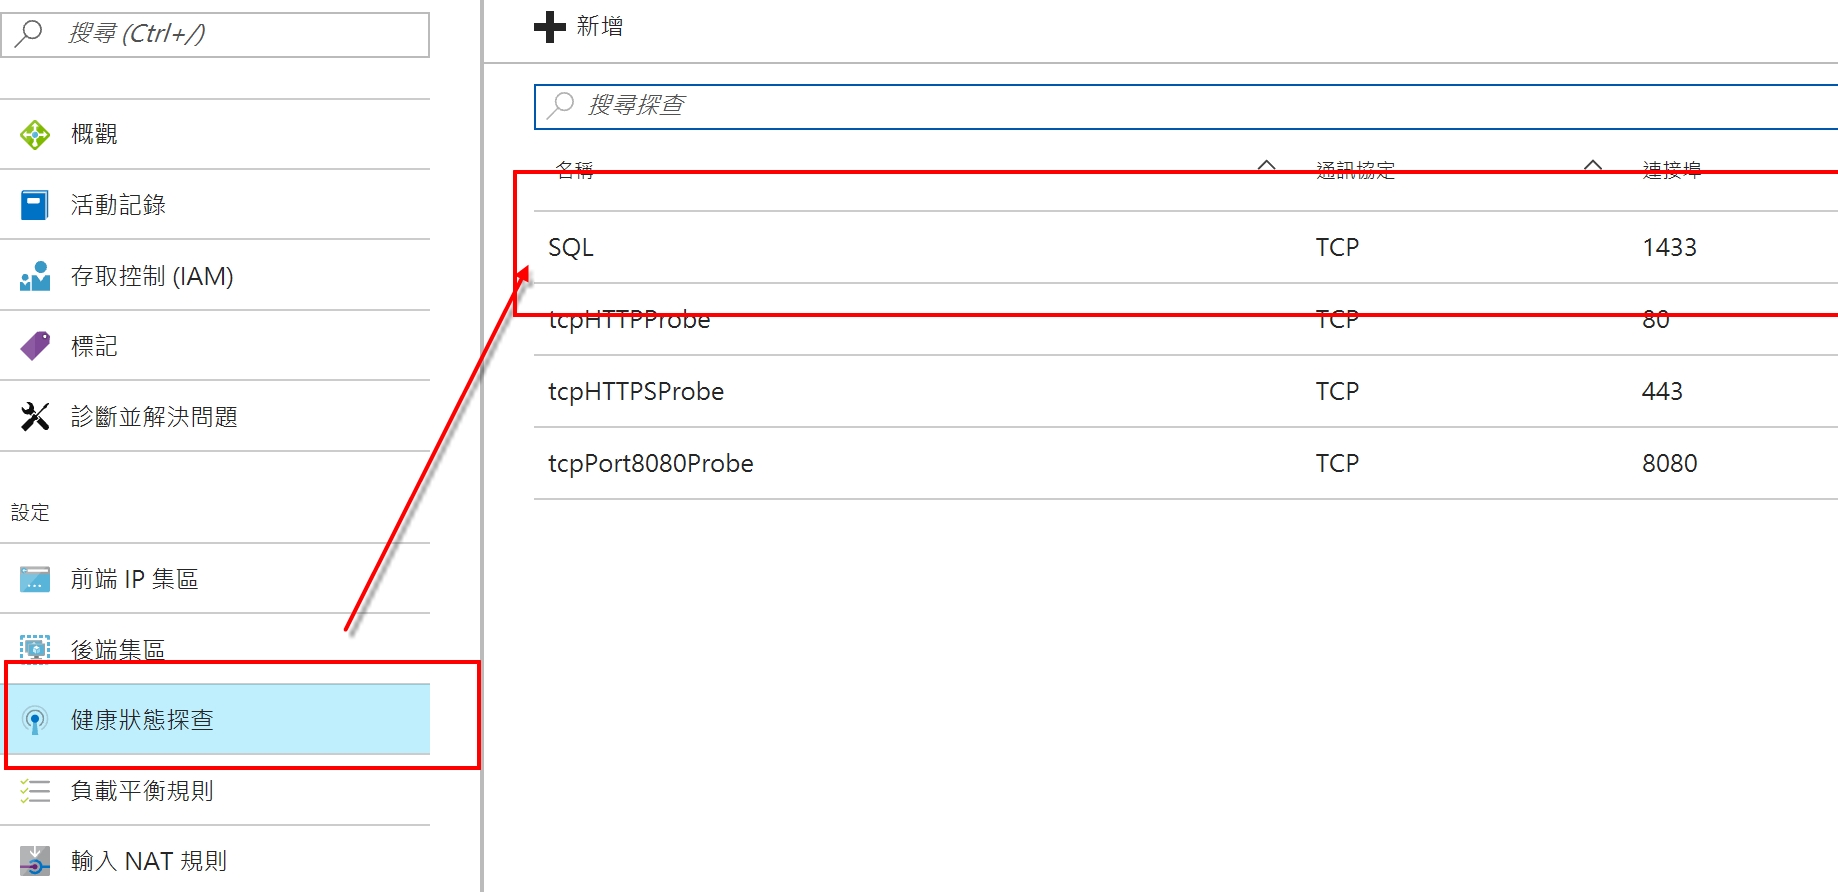 搜尋 (Ctrl+/)
概觀
活動記錄
存取控制 (IAM)
標記
診斷並解決問題
設定
前端 IP 集區
後端集區
健康狀態探查
負載平衡規則
輸入 NAT 規則
新增
搜尋探查
名稱 通訊協定 連接埠
SQL TCP 1433
tcpHTTPProbe TCP 80
tcpHTTPSProbe TCP 443
tcpPort8080Probe TCP 8080